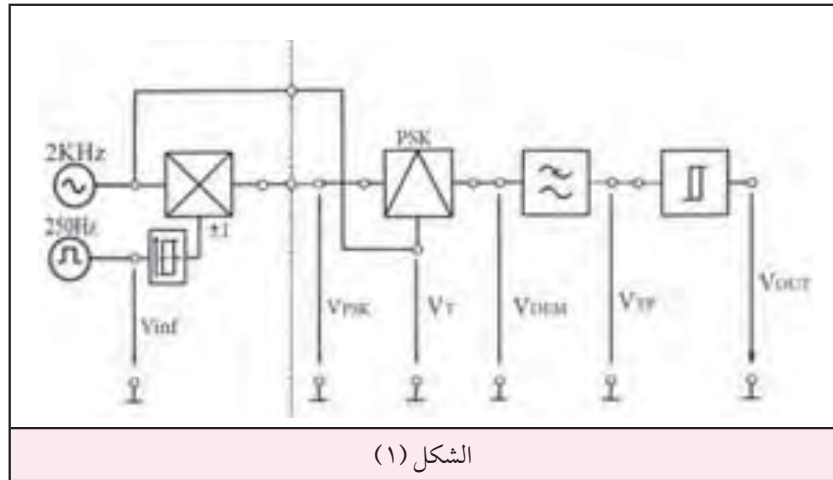 PSK
2KHz
250Hz
±1
Vinf
VPSK
VT
VDEM
VTP
VOUT
الشكل (١)